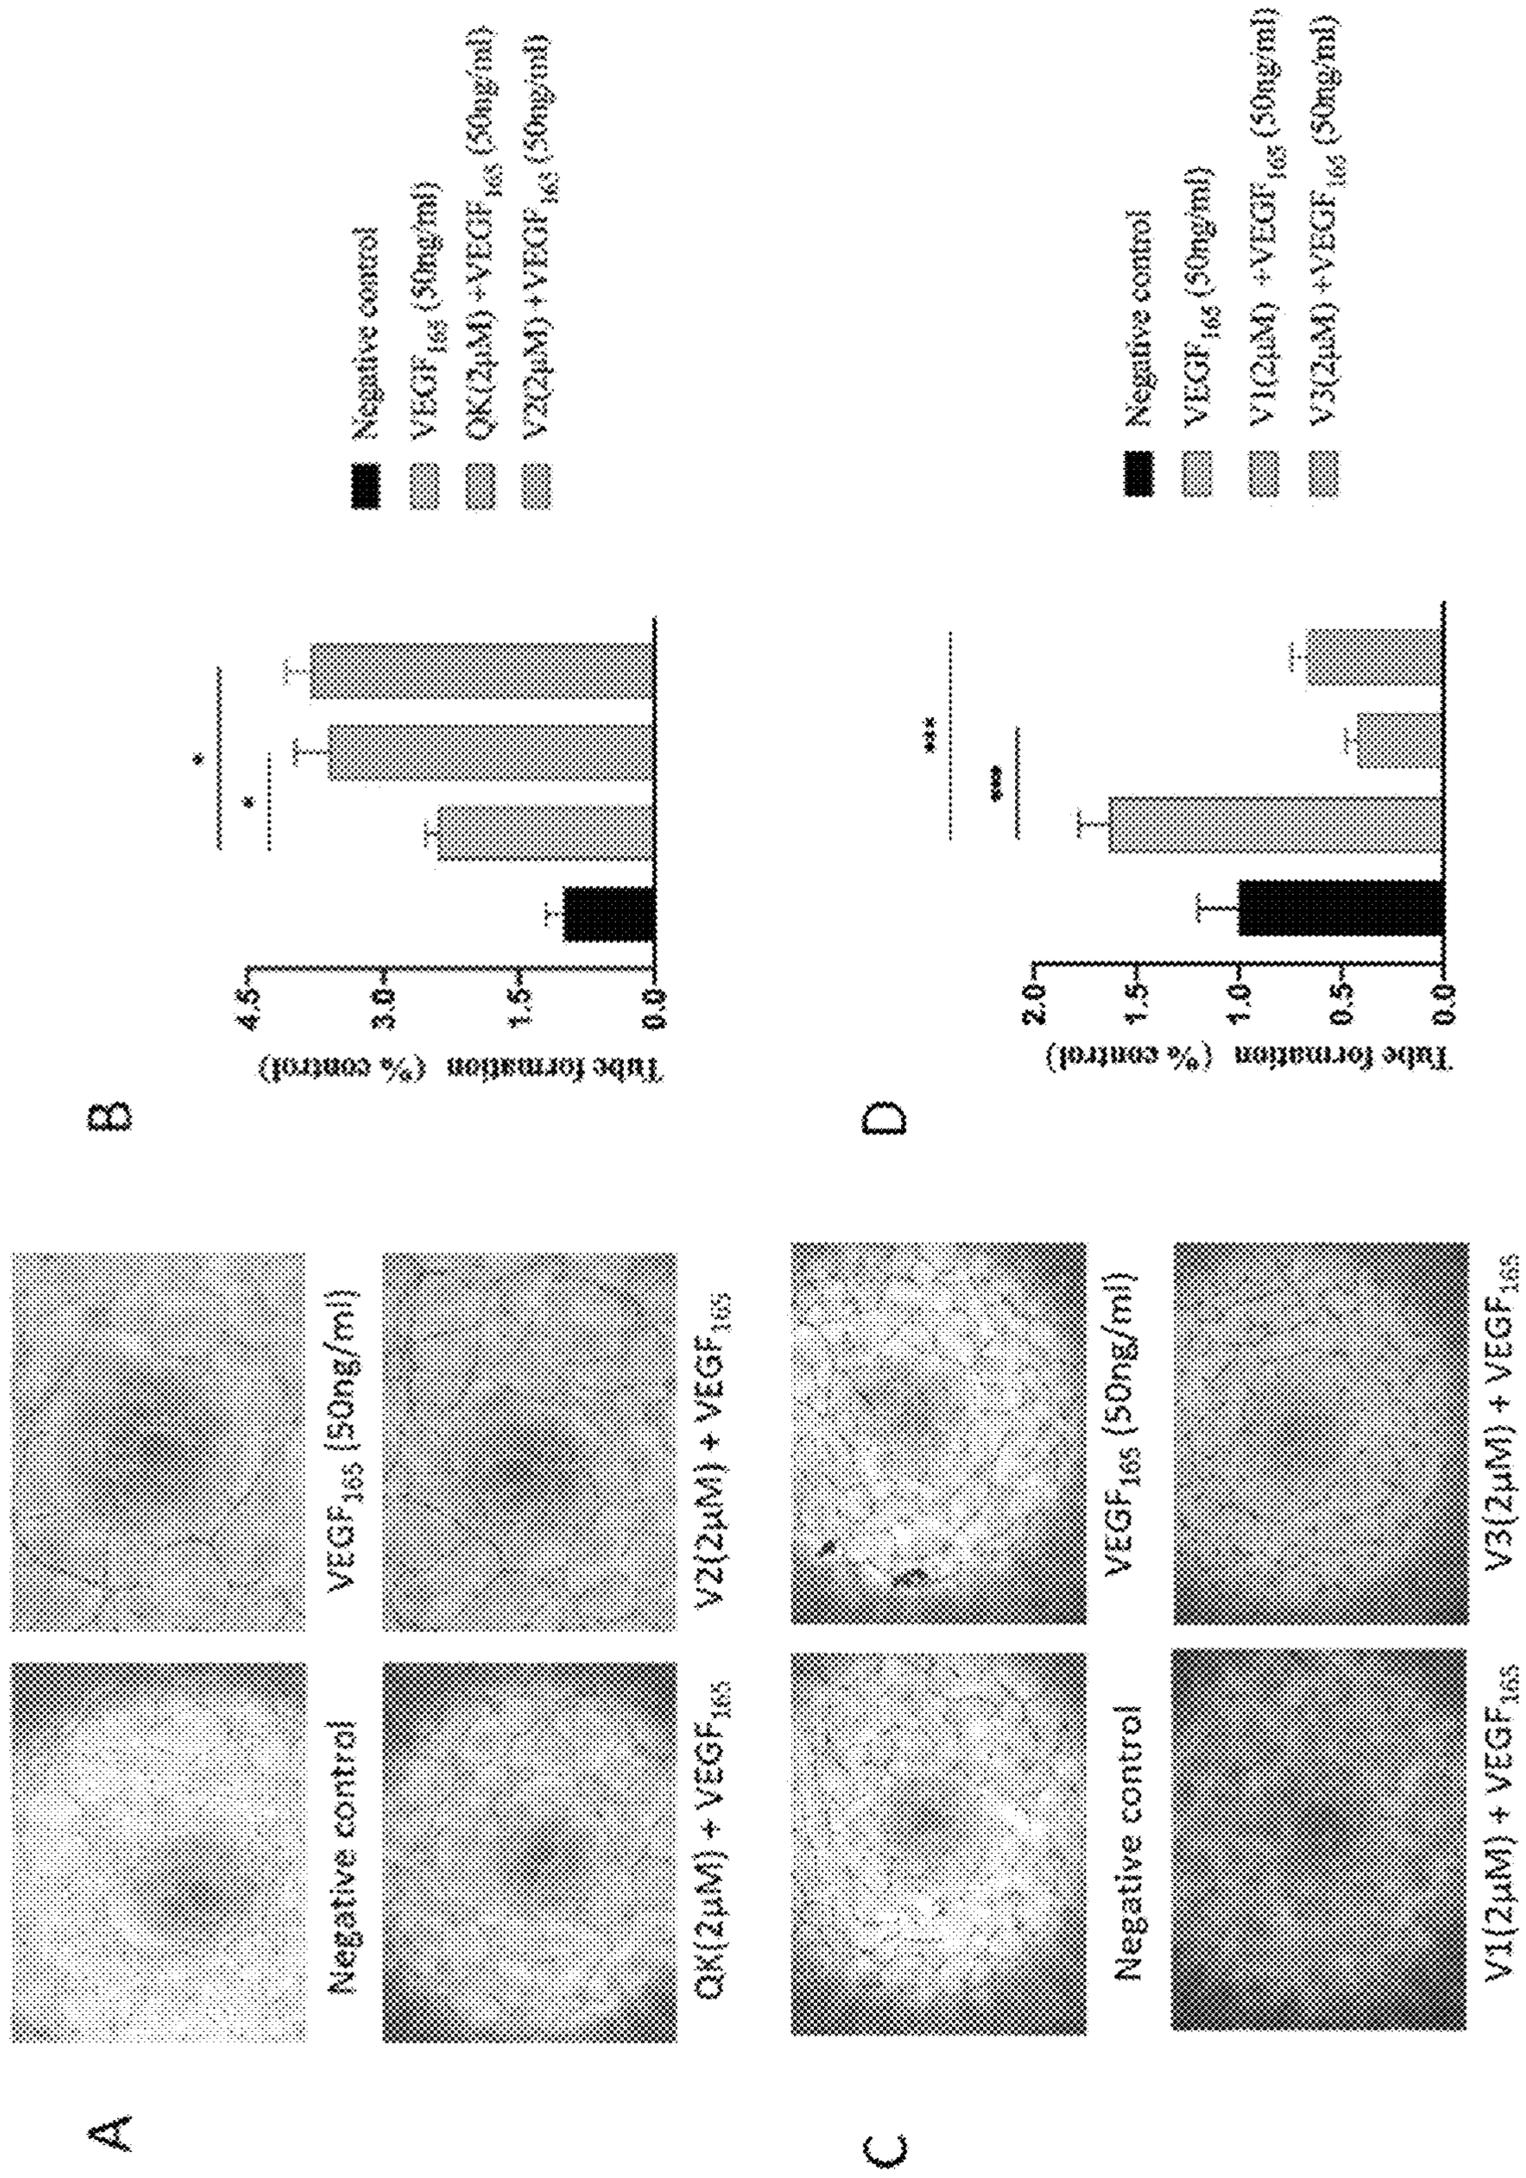 A
Negative control
VEGF165 (50ng/ml)
QK(2μM) + VEGF165
V2(2μM) + VEGF165
B
Tube formation (% control)
4.5
3.0
1.5
0.0
*
*
Negative control
VEGF165 (50ng/ml)
QK(2μM) +VEGF165 (50ng/ml)
V2(2μM) +VEGF165 (50ng/ml)
C
Negative control
VEGF165 (50ng/ml)
V1(2μM) + VEGF165
V3(2μM) + VEGF165
D
Tube formation (% control)
2.0
1.5
1.0
0.5
0.0
***
***
Negative control
VEGF165 (50ng/ml)
V1(2μM) +VEGF165 (50ng/ml)
V3(2μM) +VEGF165 (50ng/ml)